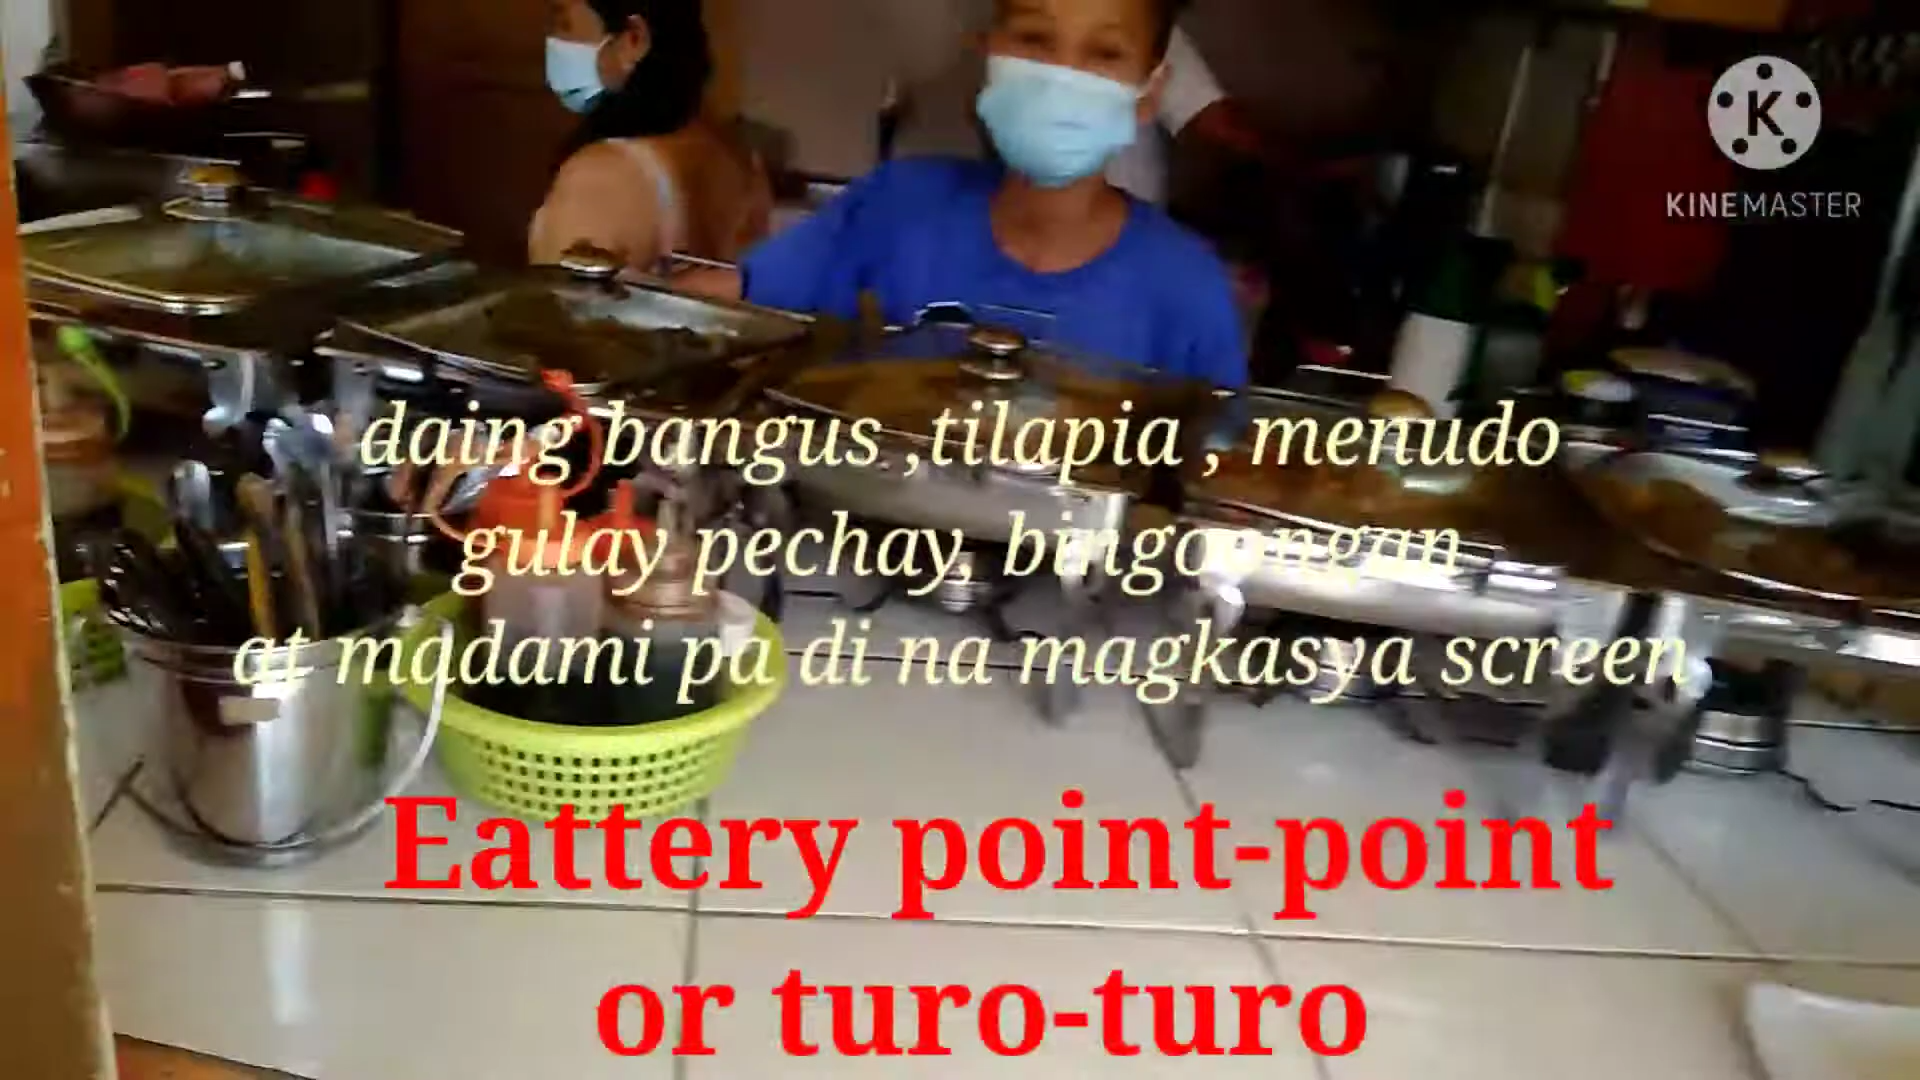 K
KINEMASTER
daing bangus ,tilapia , menudo
gulay pechay, bingoongan
at madami pa di na magkasya screen
Eattery point-point
or turo-turo